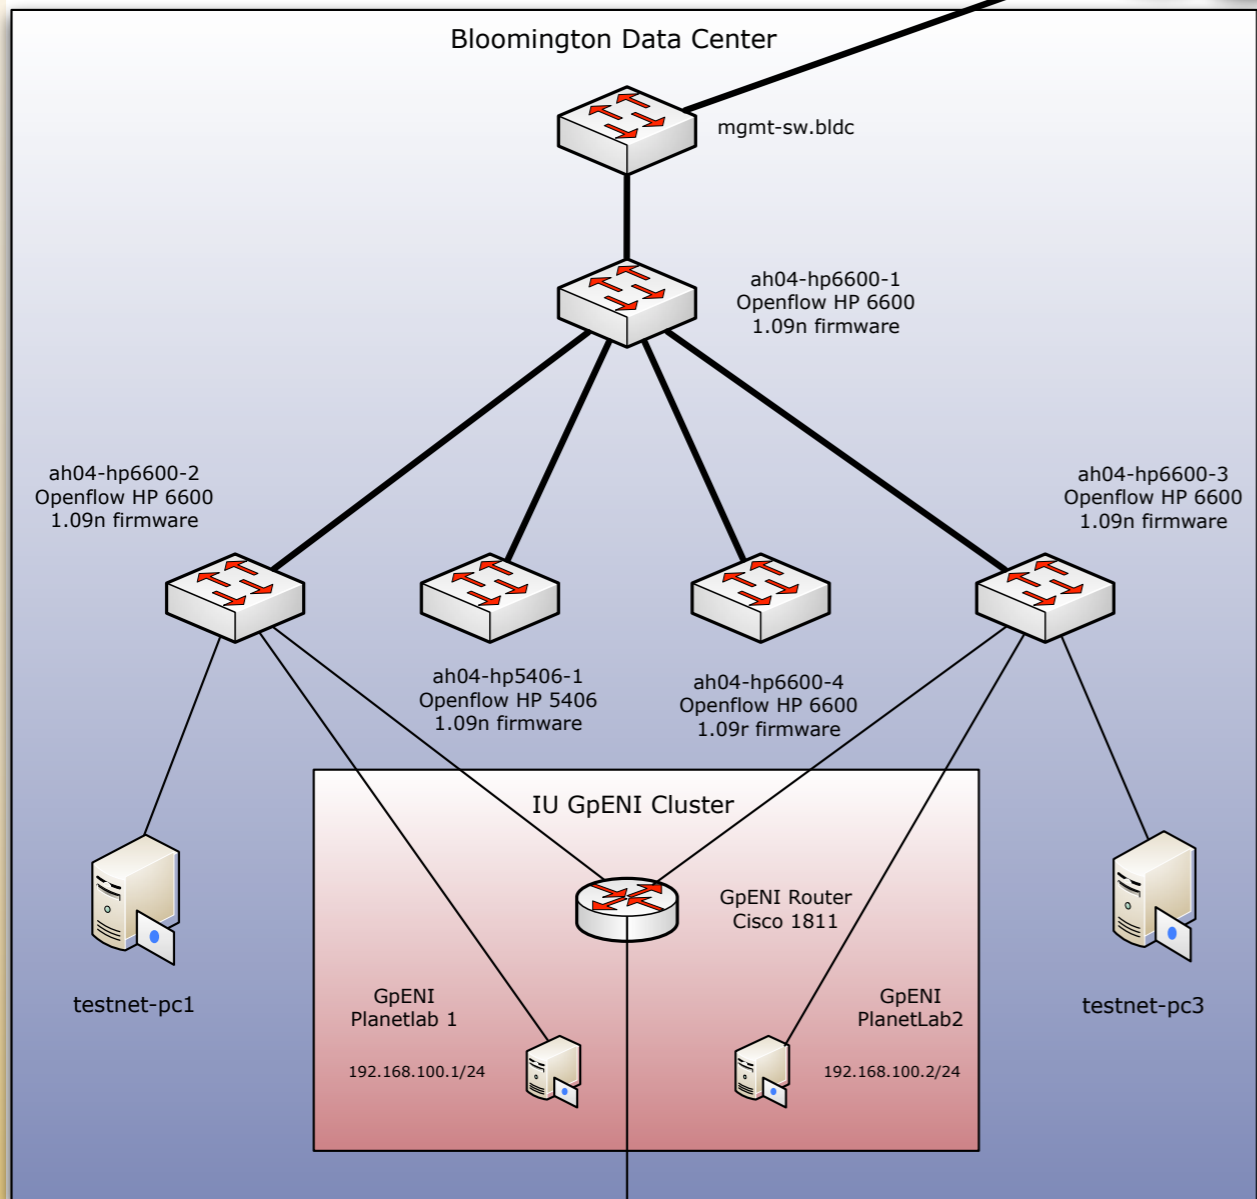 Bloomington Data Center
mgmt-sw.bldc
ah04-hp6600-1
Openflow HP 6600
1.09n firmware
ah04-hp6600-2
Openflow HP 6600
1.09n firmware
ah04-hp6600-3
Openflow HP 6600
1.09n firmware
ah04-hp5406-1
Openflow HP 5406
1.09n firmware
ah04-hp6600-4
Openflow HP 6600
1.09r firmware
IU GpENI Cluster
GpENI Router
Cisco 1811
testnet-pc1
GpENI
Planetlab 1
192.168.100.1/24
GpENI
PlanetLab2
192.168.100.2/24
testnet-pc3